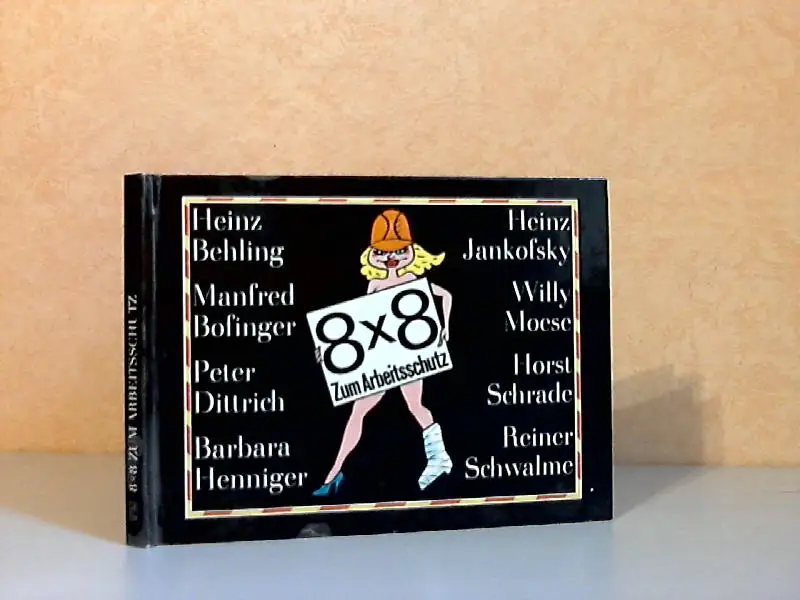 8×8 ZUM ARBEITSSCHUTZ
Heinz
Behling
Manfred
Bofinger
Peter
Dittrich
Barbara
Henniger
8×8
Zum Arbeitsschutz
Heinz
Jankofsky
Willy
Moese
Horst
Schrade
Reiner
Schwalme